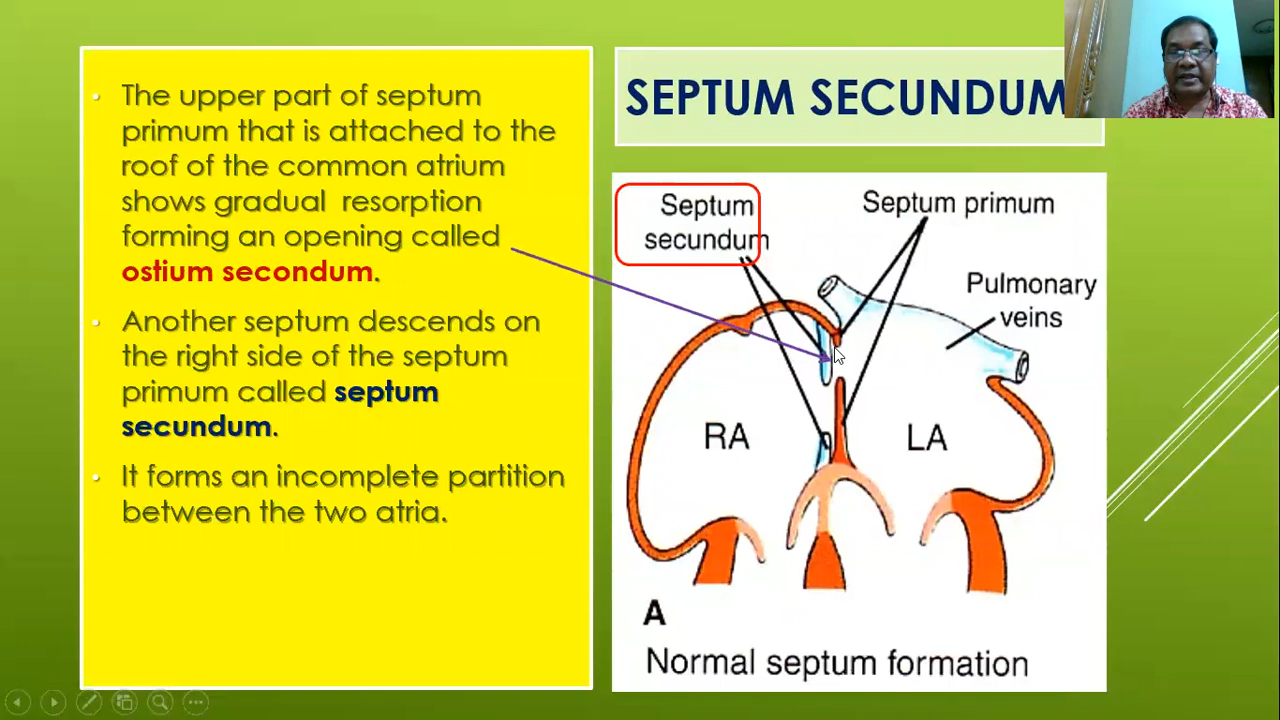 The upper part of septum
primum that is attached to the
roof of the common atrium
shows gradual resorption
forming an opening called
ostium secondum.
Another septum descends on
the right side of the septum
primum called septum
secundum.
It forms an incomplete partition
between the two atria.
SEPTUM SECUNDUM
Septum
secundum
Septum primum
Pulmonary
veins
RA
LA
A
Normal septum formation